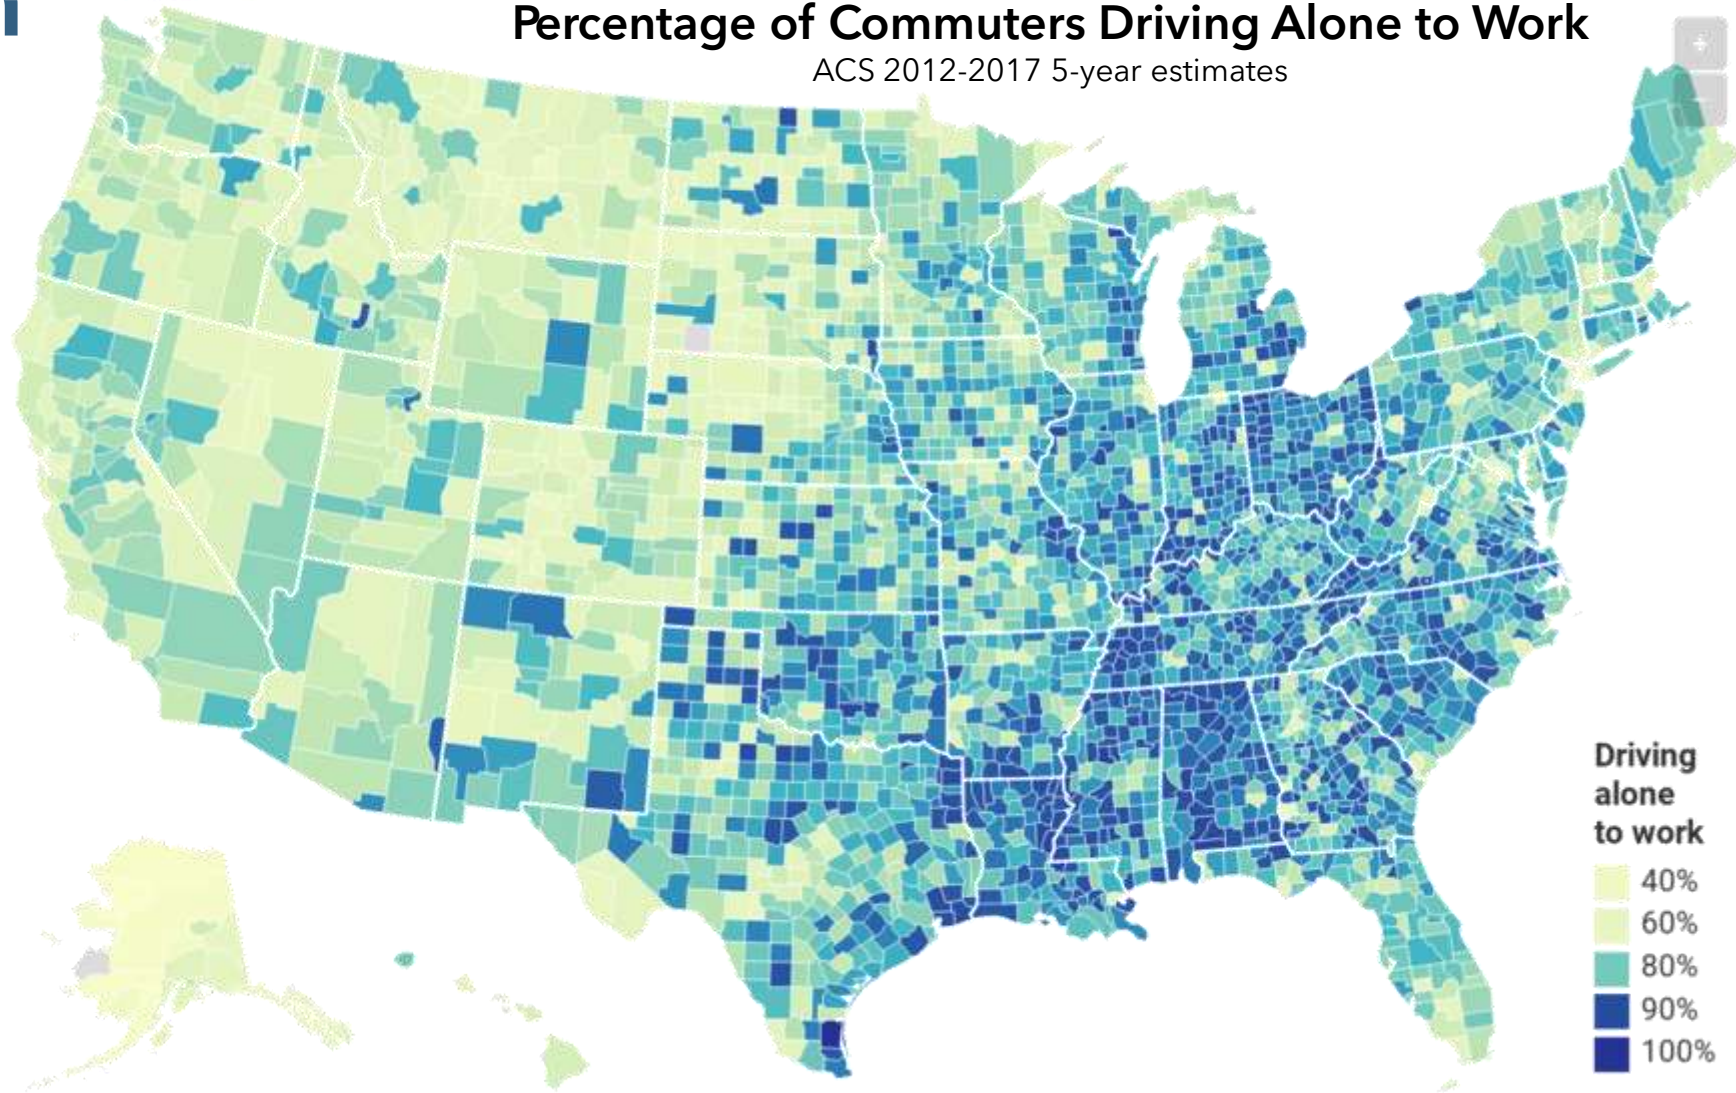 Percentage of Commuters Driving Alone to Work
ACS 2012-2017 5-year estimates
+
Driving
alone
to work
40%
60%
80%
90%
100%